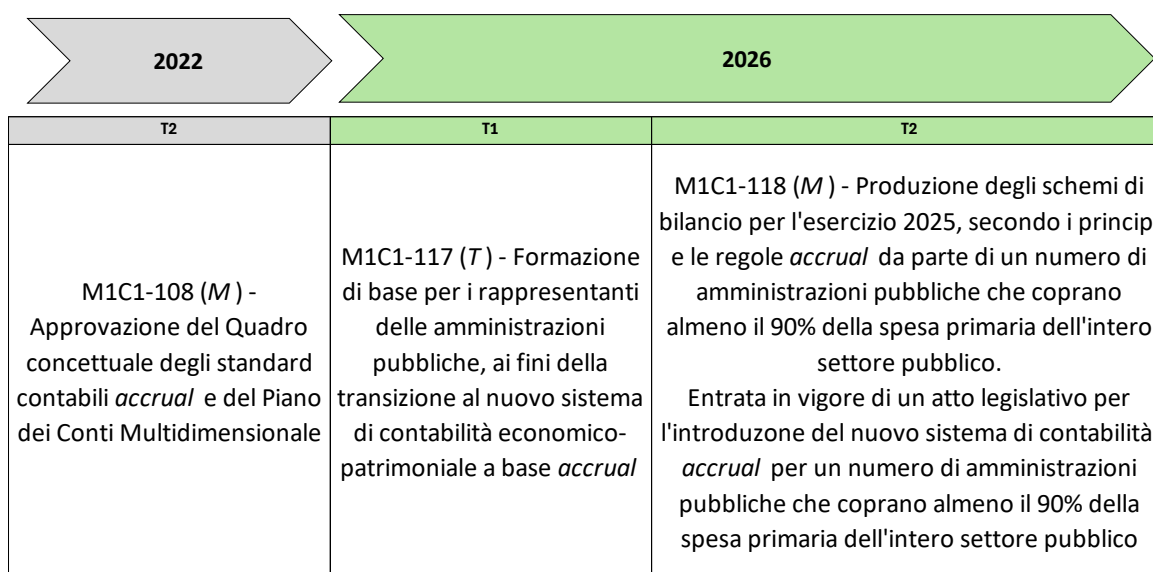 2022
2026
T2
T1
T2
M1C1-108 (M ) -
Approvazione del Quadro
concettuale degli standard
contabili accrual e del Piano
dei Conti Multidimensionale
M1C1-117 (T ) - Formazione
di base per i rappresentanti
delle amministrazioni
pubbliche, ai fini della
transizione al nuovo sistema
di contabilità economico-
patrimoniale a base accrual
M1C1-118 (M ) - Produzione degli schemi di
bilancio per l'esercizio 2025, secondo i princip
e le regole accrual da parte di un numero di
amministrazioni pubbliche che coprano
almeno il 90% della spesa primaria dell'intero
settore pubblico.
Entrata in vigore di un atto legislativo per
l'introduzone del nuovo sistema di contabilità
accrual per un numero di amministrazioni
pubbliche che coprano almeno il 90% della
spesa primaria dell'intero settore pubblico